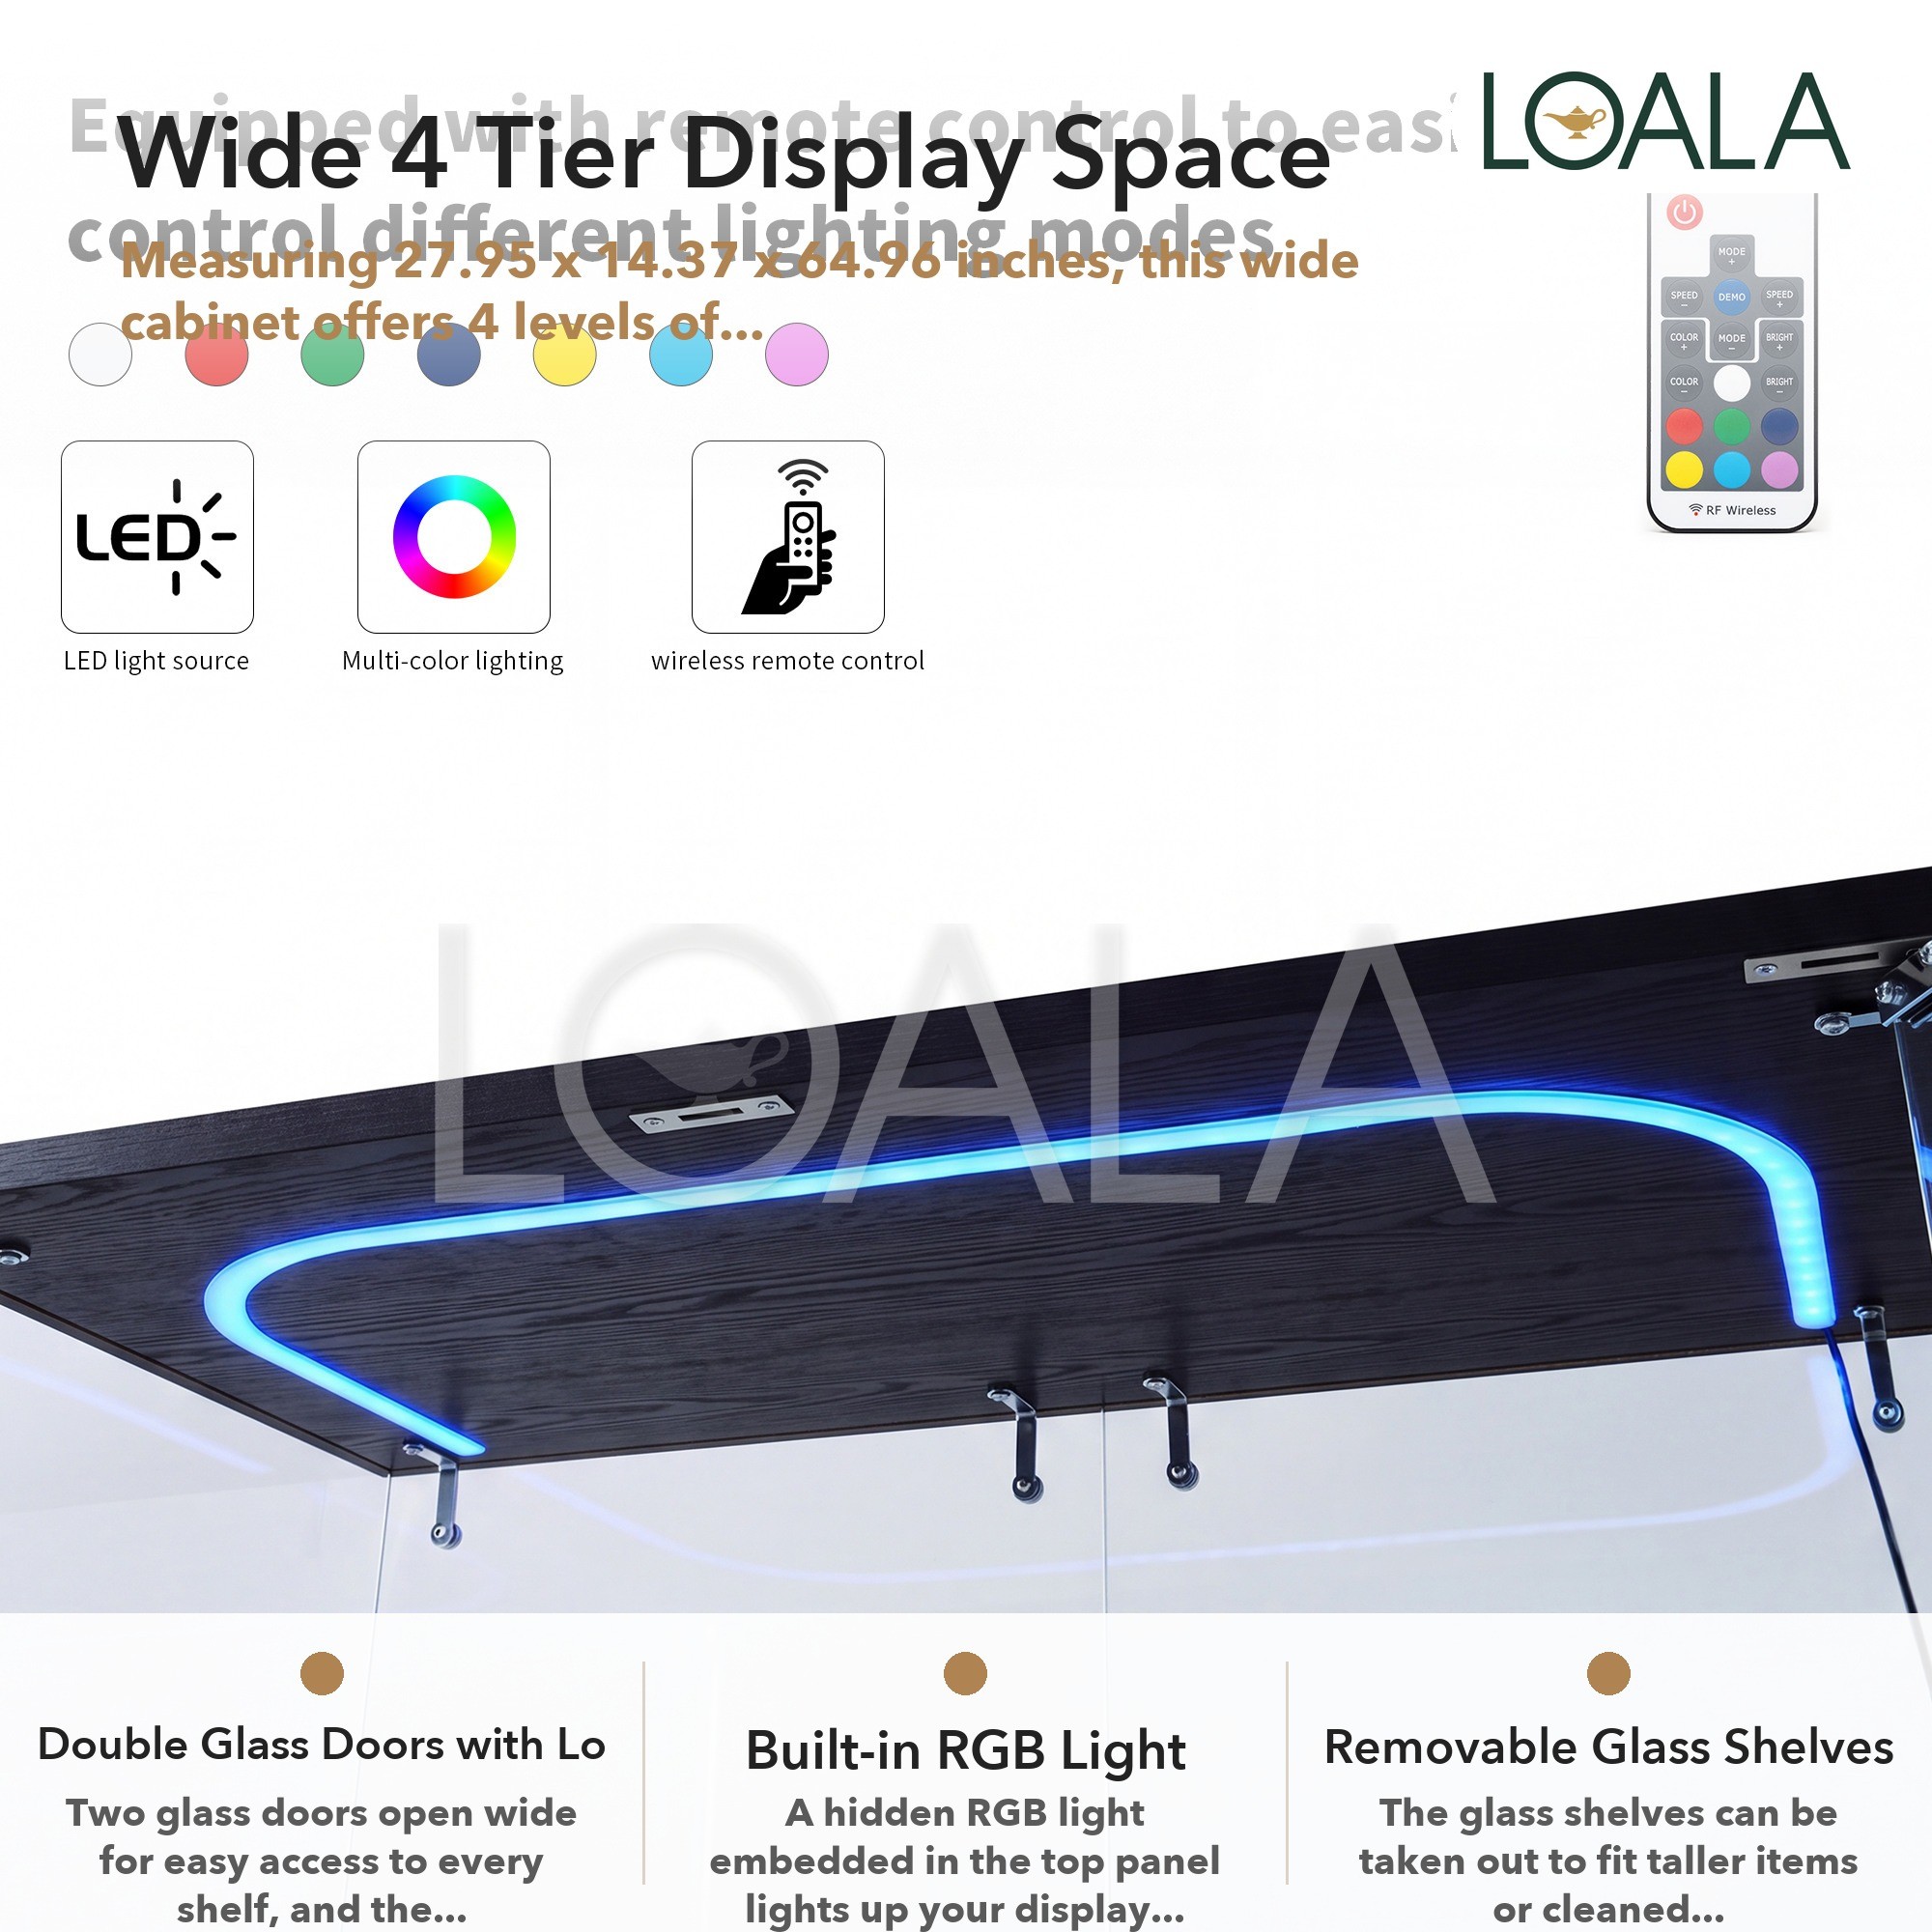 LOALA
Equipped with remote control to easi
Wide 4 Tier Display Space
control different lighting modes
Measuring 27.95 x 14.37 x 64.96 inches, this wide
cabinet offers 4 levels of...
MODE
+
SPEED
−
DEMO
SPEED
+
COLOR
+
MODE
−
BRIGHT
+
COLOR
−
BRIGHT
−
RF Wireless
LED
LED light source
Multi-color lighting
wireless remote control
LOALA
Double Glass Doors with Lo
Two glass doors open wide
for easy access to every
shelf, and the...
Built-in RGB Light
A hidden RGB light
embedded in the top panel
lights up your display...
Removable Glass Shelves
The glass shelves can be
taken out to fit taller items
or cleaned...